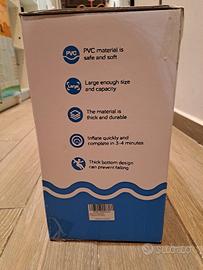 PVC
PVC material is
safe and soft
Large
Large enough size
and capacity
The material is
thick and durable
Inflate quickly and
complete in 3-4 minutes
Thick bottom design
can prevent falling